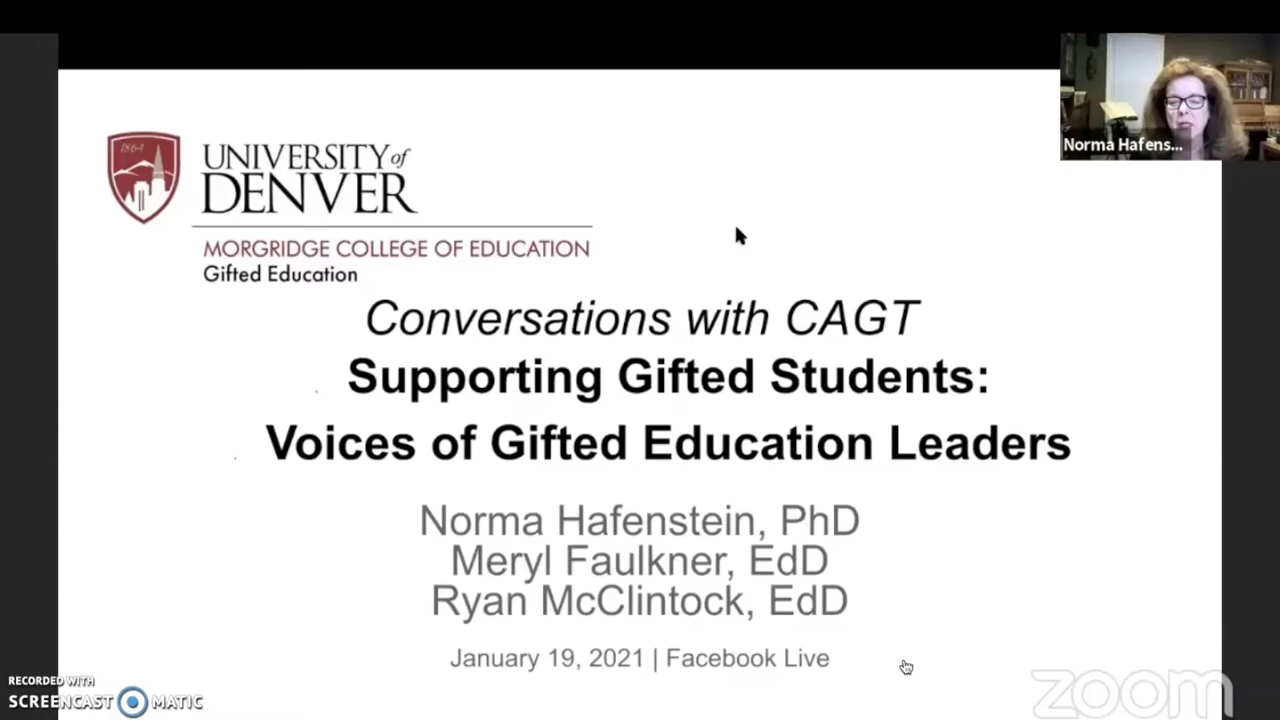 Norma Hafens...
1864
UNIVERSITY of
DENVER
MORGRIDGE COLLEGE OF EDUCATION
Gifted Education
Conversations with CAGT
Supporting Gifted Students:
Voices of Gifted Education Leaders
Norma Hafenstein, PhD
Meryl Faulkner, EdD
Ryan McClintock, EdD
January 19, 2021 | Facebook Live
RECORDED WITH
SCREENCAST MATIC
zoom